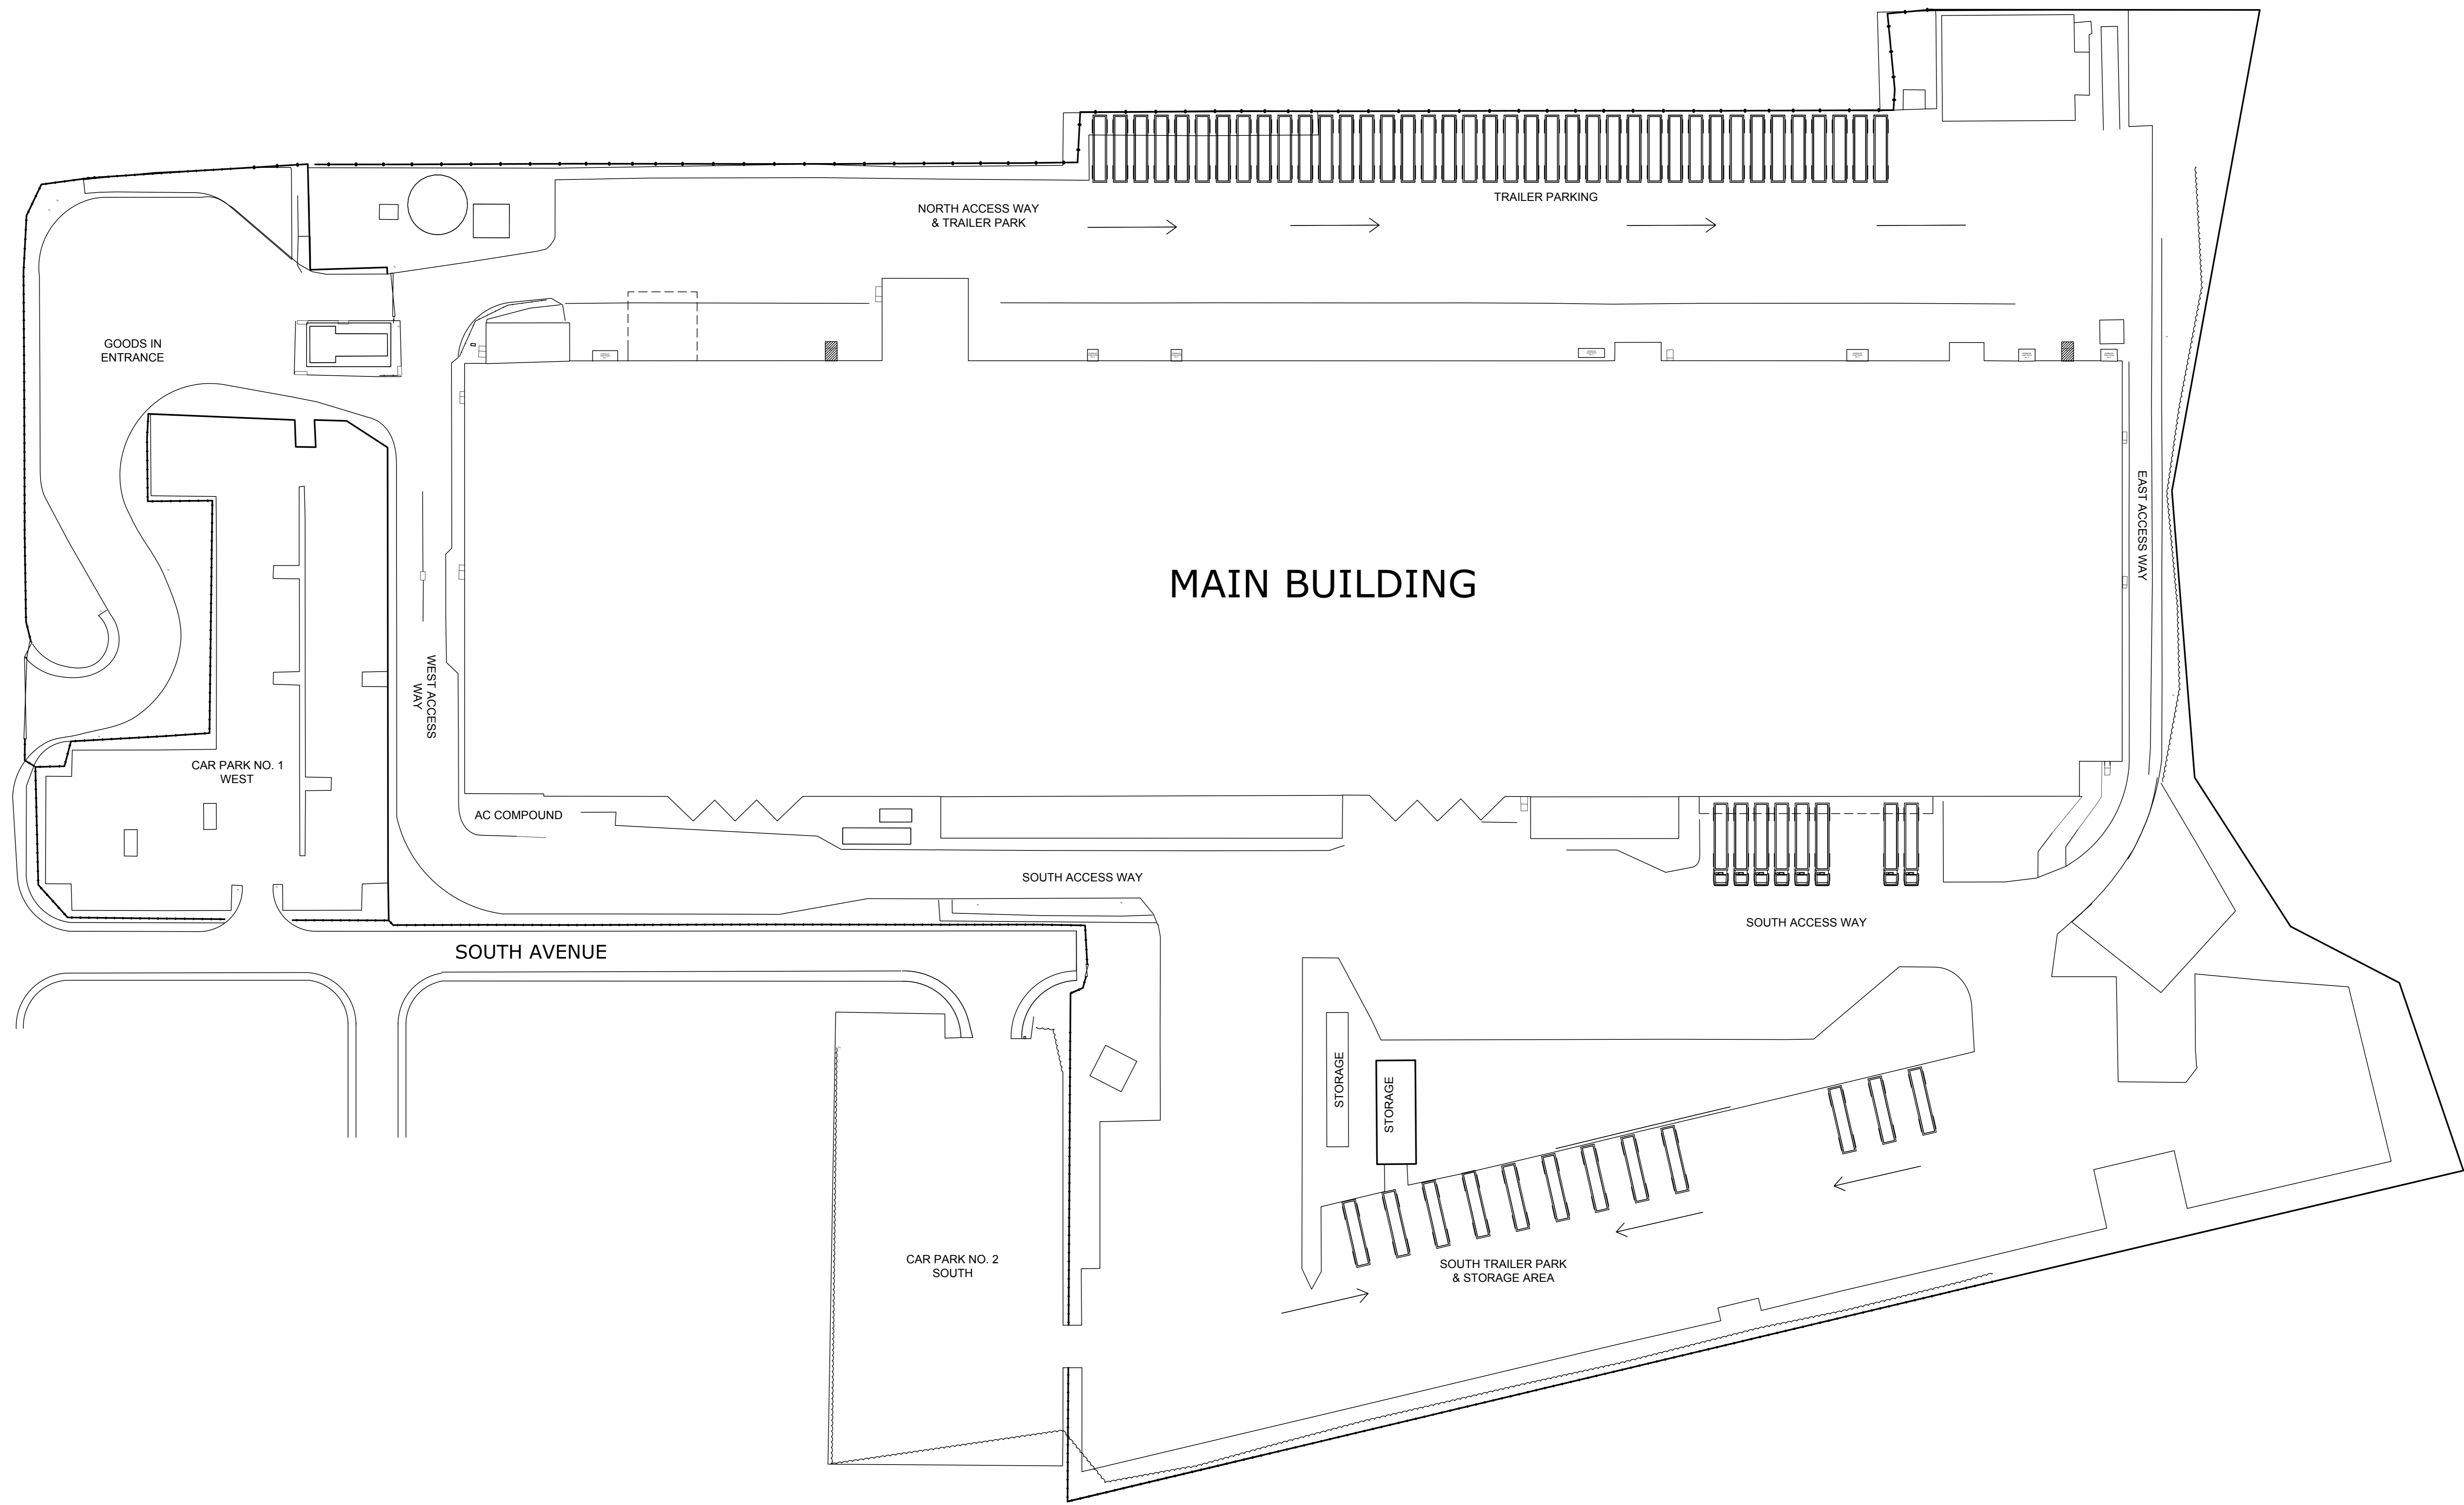 TRAILER PARKING
NORTH ACCESS WAY
& TRAILER PARK
GOODS IN
ENTRANCE
MAIN BUILDING
EAST ACCESS WAY
WEST ACCESS
WAY
CAR PARK NO. 1
WEST
AC COMPOUND
SOUTH ACCESS WAY
SOUTH ACCESS WAY
SOUTH AVENUE
STORAGE
STORAGE
CAR PARK NO. 2
SOUTH
SOUTH TRAILER PARK
& STORAGE AREA